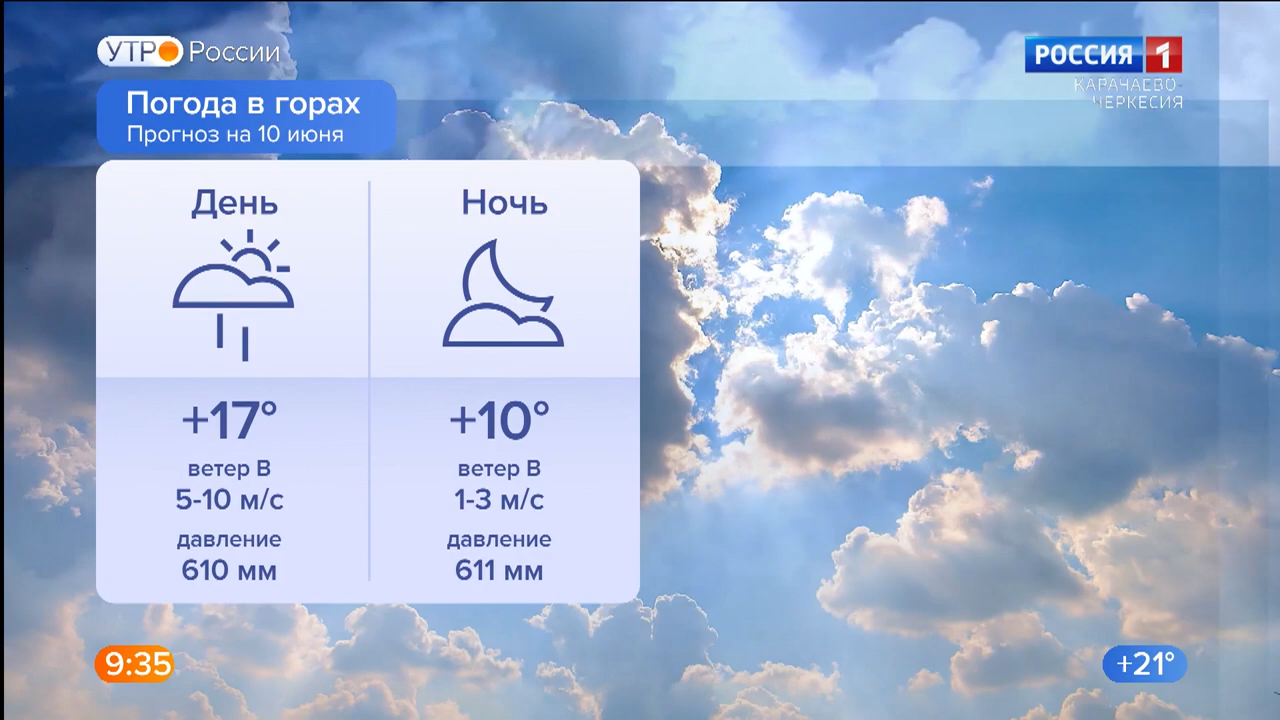 УТРО России
РОССИЯ 1
КАРАЧАЕВО-
ЧЕРКЕСИЯ
Погода в горах
Прогноз на 10 июня
День
Ночь
+17°
+10°
ветер В
ветер В
5-10 м/с
1-3 м/с
давление
давление
610 мм
611 мм
9:35
+21°